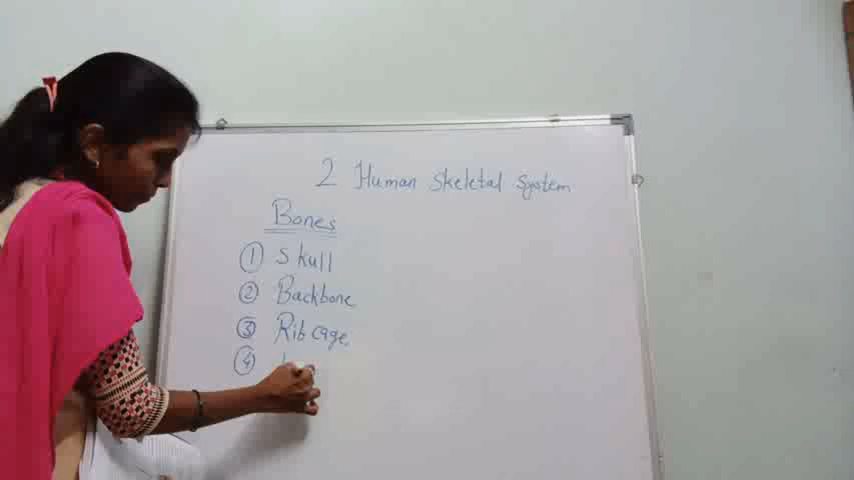 2 Human Skeletal System
Bones
① Skull
② Backbone
③ Rib cage
④